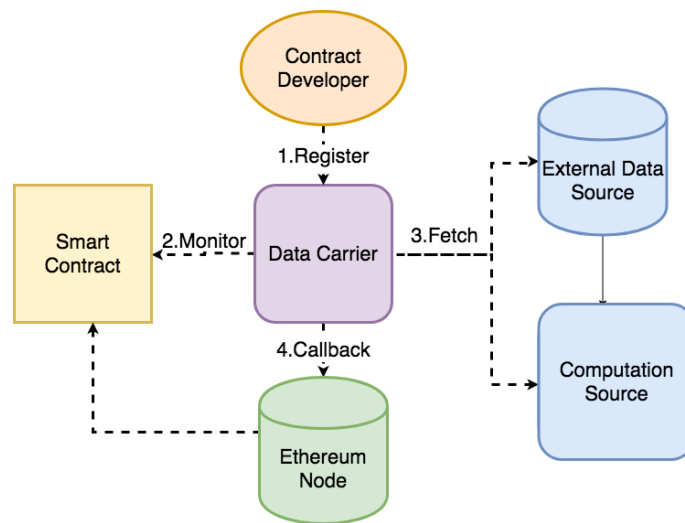 Contract
Developer
1.Register
External Data
Source
Smart
Contract
2.Monitor
Data Carrier
3.Fetch
4.Callback
Computation
Source
Ethereum
Node